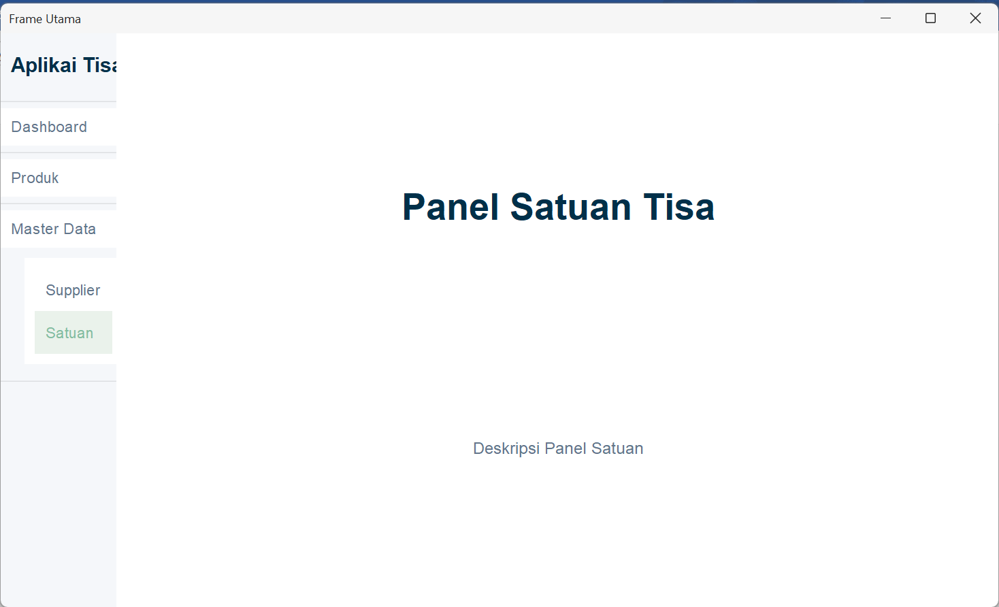 Frame Utama
Aplikai Tisa
Dashboard
Produk
Master Data
Supplier
Satuan
Panel Satuan Tisa
Deskripsi Panel Satuan